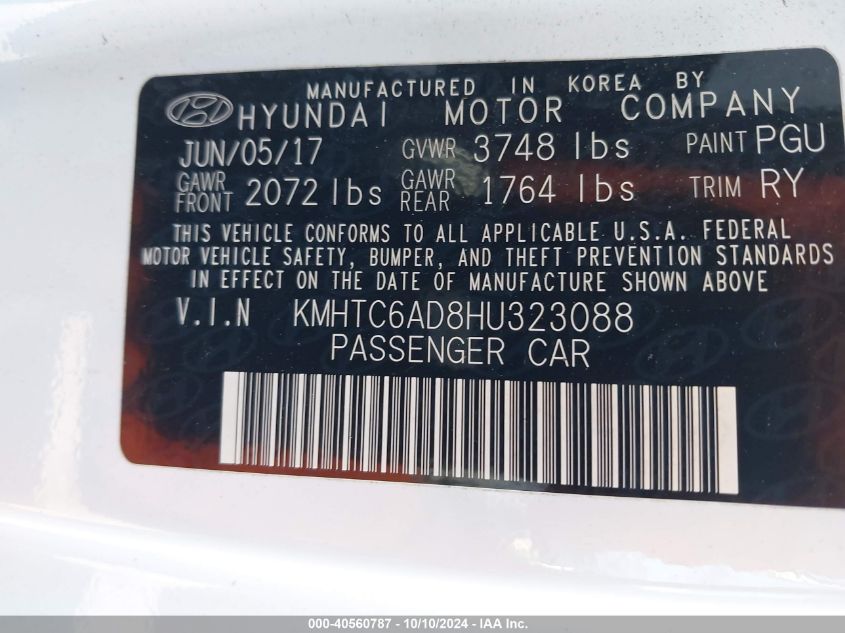 MANUFACTURED IN KOREA BY
HYUNDAI MOTOR COMPANY
JUN/05/17 GVWR 3748 lbs PAINT PGU
GAWR FRONT 2072 lbs GAWR REAR 1764 lbs TRIM RY
THIS VEHICLE CONFORMS TO ALL APPLICABLE U.S.A. FEDERAL
MOTOR VEHICLE SAFETY, BUMPER, AND THEFT PREVENTION STANDARDS
IN EFFECT ON THE DATE OF MANUFACTURE SHOWN ABOVE
V.I.N KMHTC6AD8HU323088
PASSENGER CAR
000-40560787 - 10/10/2024 - IAA Inc.